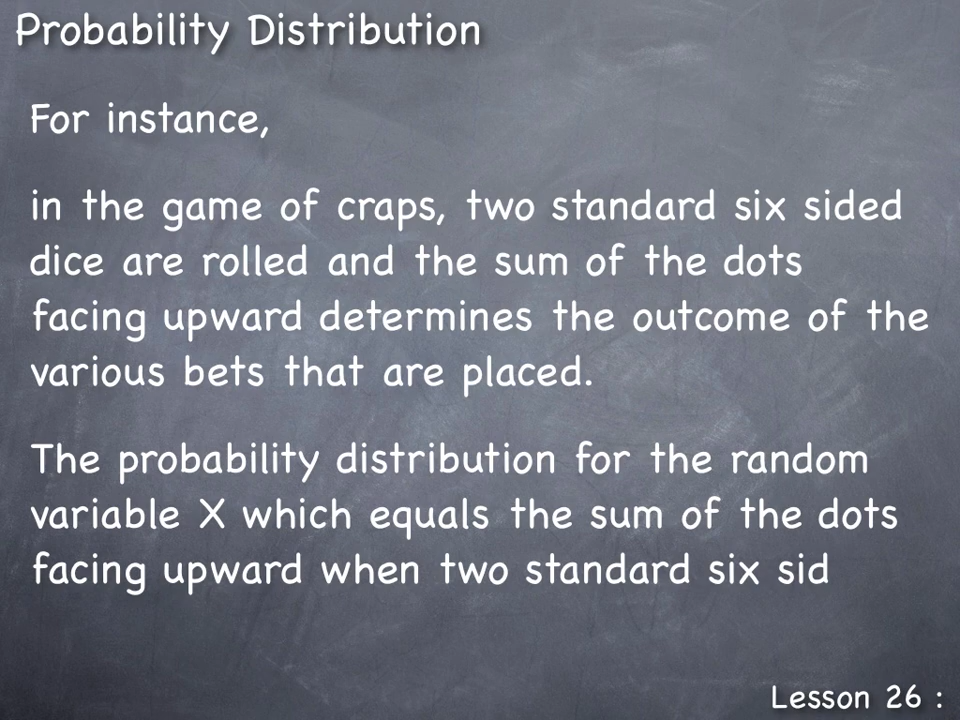 Probability Distribution
For instance,
in the game of craps, two standard six sided
dice are rolled and the sum of the dots
facing upward determines the outcome of the
various bets that are placed.
The probability distribution for the random
variable X which equals the sum of the dots
facing upward when two standard six sid
Lesson 26 :